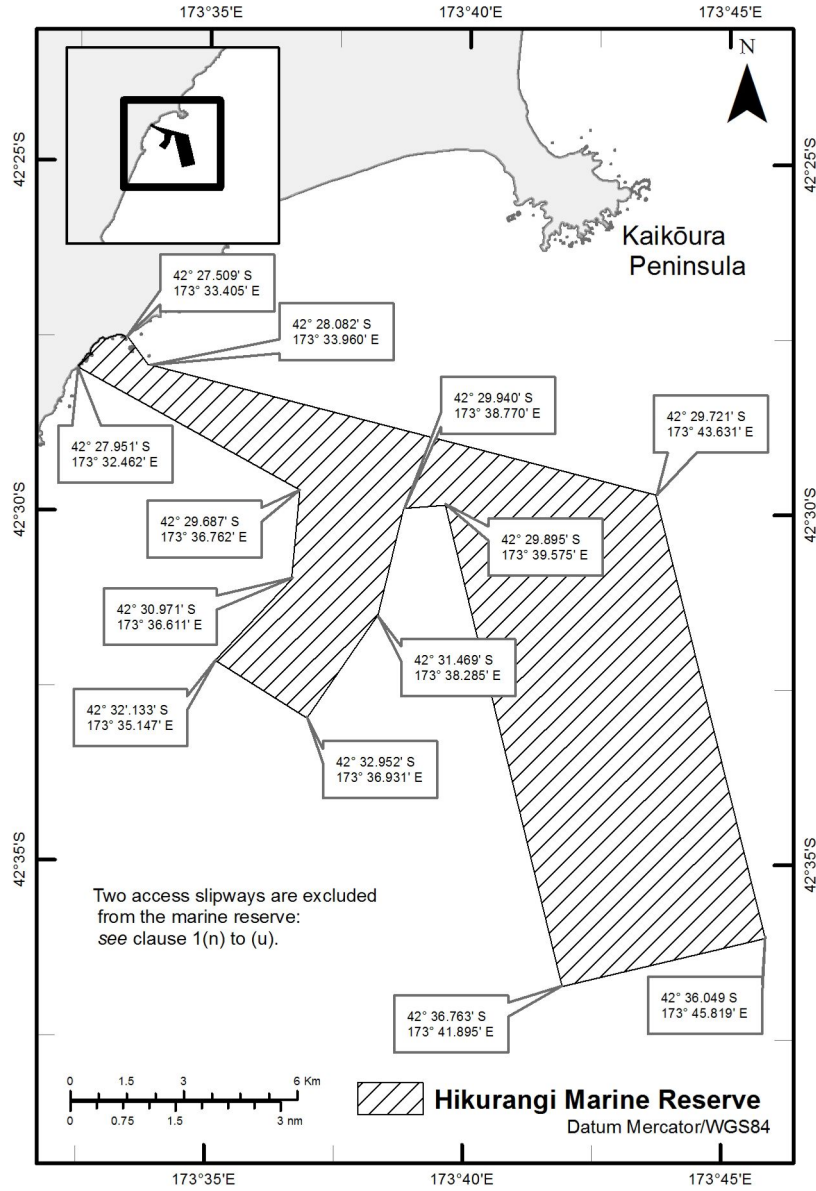 173°35'E
173°40'E
173°45'E
N
42°25'S
42°25'S
Kaikōura
Peninsula
42° 27.509' S
173° 33.405' E
42° 28.082' S
173° 33.960' E
42° 29.940' S
173° 38.770' E
42° 29.721' S
173° 43.631' E
42° 27.951' S
173° 32.462' E
42° 29.687' S
173° 36.762' E
42°30'S
42°30'S
42° 29.895' S
173° 39.575' E
42° 30.971' S
173° 36.611' E
42° 31.469' S
173° 38.285' E
42° 32'.133' S
173° 35.147' E
42° 32.952' S
173° 36.931' E
42°35'S
42°35'S
Two access slipways are excluded
from the marine reserve:
see clause 1(n) to (u).
42° 36.763' S
173° 41.895' E
42° 36.049 S
173° 45.819' E
0 1.5 3 6 Km
0 0.75 1.5 3 nm
Hikurangi Marine Reserve
Datum Mercator/WGS84
173°35'E
173°40'E
173°45'E